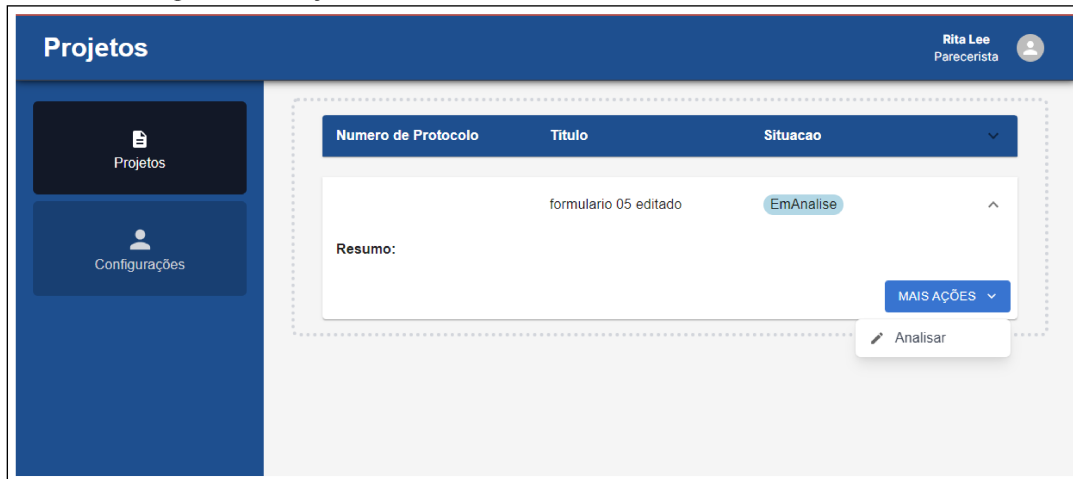 Projetos
Rita Lee
Parecerista
Projetos
Configurações
Numero de Protocolo Titulo Situacao
formulario 05 editado EmAnalise
Resumo:
MAIS AÇÕES
Analisar